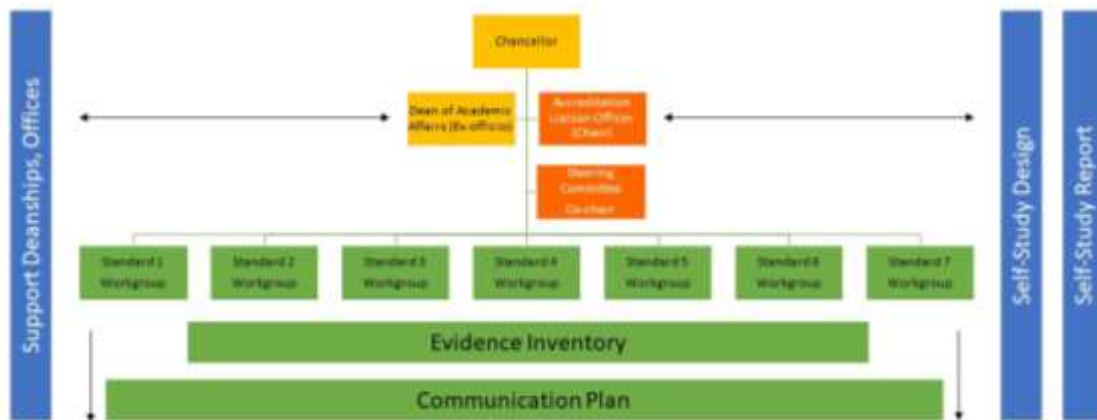 Support Deanships, Offices
Chancellor
Dean of Academic
Affairs (Ex-officio)
Accreditation
Liaison Officer
(Chair)
Steering
Committee
Co-chairs
Standard 1
Workgroup
Standard 2
Workgroup
Standard 3
Workgroup
Standard 4
Workgroup
Standard 5
Workgroup
Standard 6
Workgroup
Standard 7
Workgroup
Evidence Inventory
Communication Plan
Self-Study Design
Self-Study Report